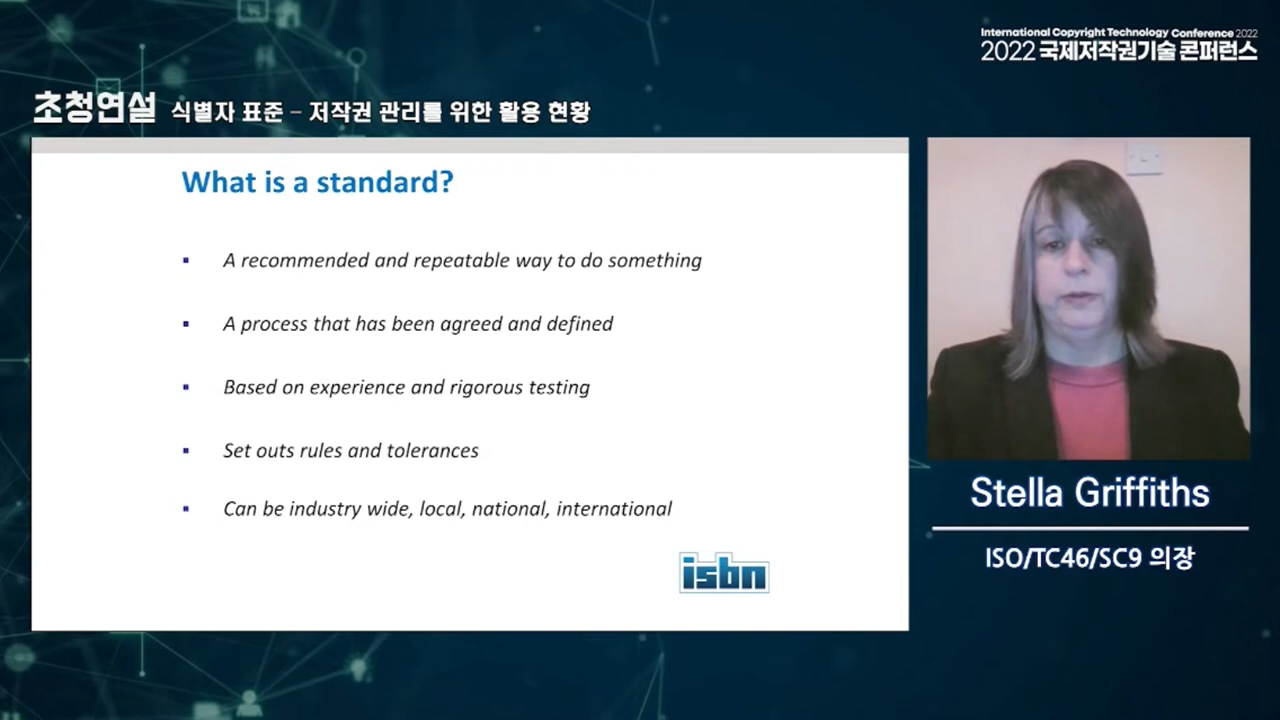 International Copyright Technology Conference 2022
2022 국제저작권기술 콘퍼런스
초청연설 식별자 표준 – 저작권 관리를 위한 활용 현황
What is a standard?
▪ A recommended and repeatable way to do something
▪ A process that has been agreed and defined
▪ Based on experience and rigorous testing
▪ Set outs rules and tolerances
▪ Can be industry wide, local, national, international
isbn
Stella Griffiths
ISO/TC46/SC9 의장